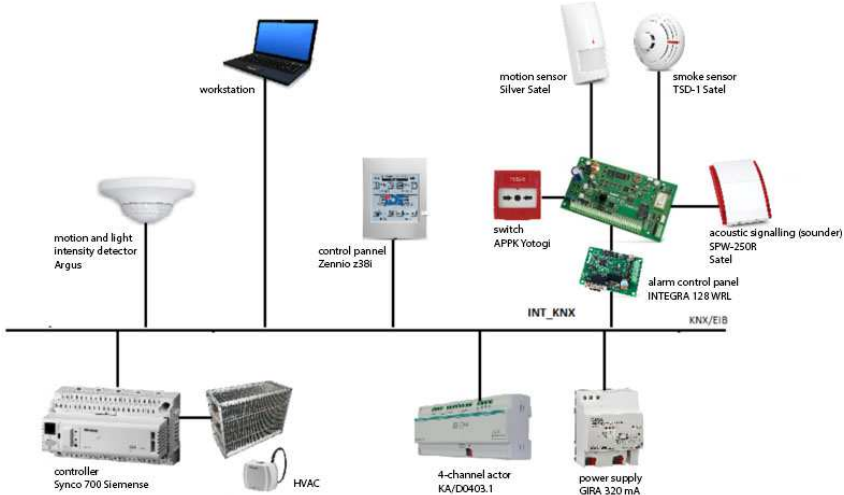 workstation
motion sensor
Silver Satel
smoke sensor
TSD-1 Satel
motion and light
intensity detector
Argus
control pannel
Zennio z38i
switch
APPK Yotogi
acoustic signalling (sounder)
SPW-250R
Satel
alarm control panel
INTEGRA 128 WRL
INT_KNX
KNX/EIB
controller
Synco 700 Siemense
HVAC
4-channel actor
KA/D0403.1
power supply
GIRA 320 mA